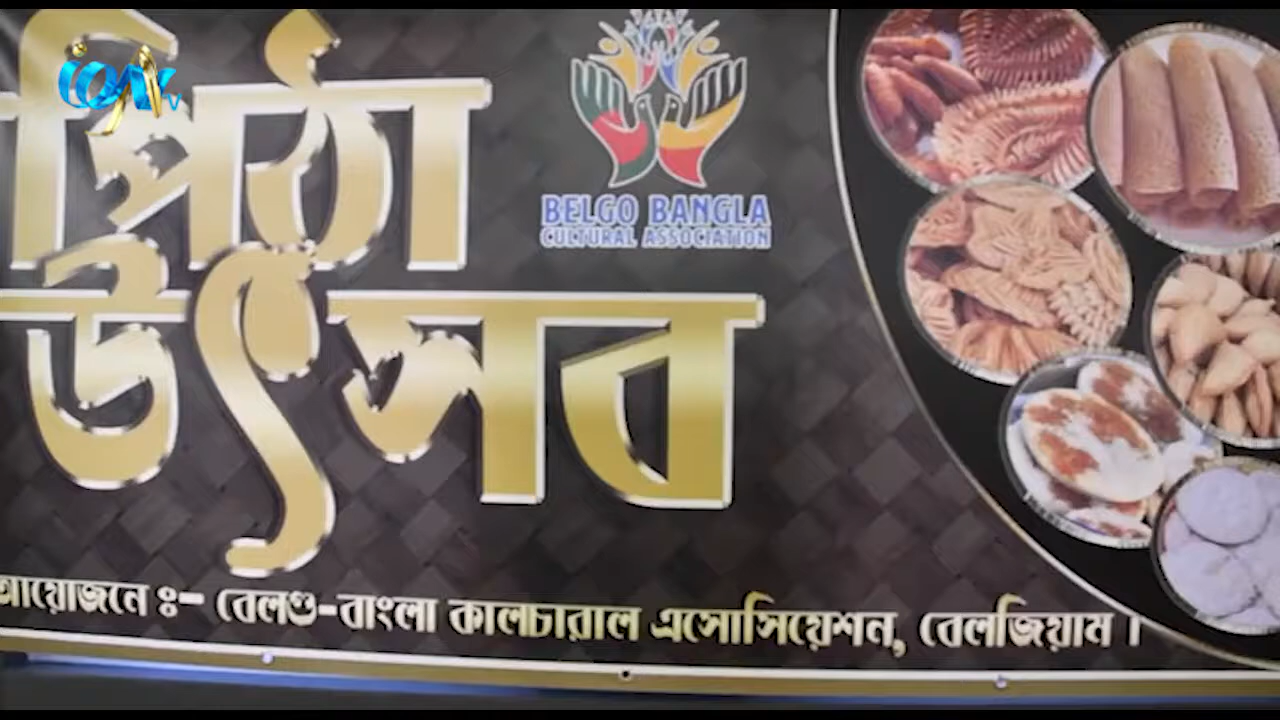 পিঠা
উৎসব
BELGO BANGLA
CULTURAL ASSOCIATION
আয়োজনে ঃ- বেলগু-বাংলা কালচারাল এসোসিয়েশন, বেলজিয়াম ।